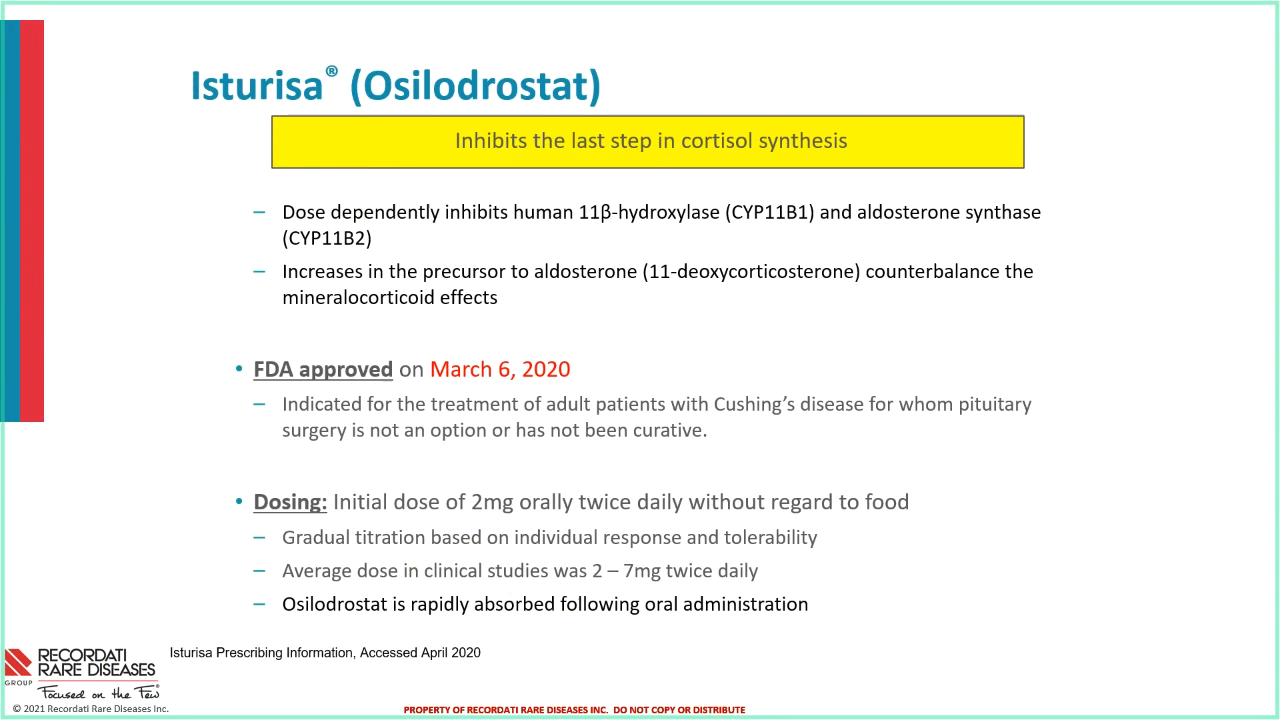 Isturisa® (Osilodrostat)
Inhibits the last step in cortisol synthesis
– Dose dependently inhibits human 11β-hydroxylase (CYP11B1) and aldosterone synthase
(CYP11B2)
– Increases in the precursor to aldosterone (11-deoxycorticosterone) counterbalance the
mineralocorticoid effects
• FDA approved on March 6, 2020
– Indicated for the treatment of adult patients with Cushing’s disease for whom pituitary
surgery is not an option or has not been curative.
• Dosing: Initial dose of 2mg orally twice daily without regard to food
– Gradual titration based on individual response and tolerability
– Average dose in clinical studies was 2 – 7mg twice daily
– Osilodrostat is rapidly absorbed following oral administration
Isturisa Prescribing Information, Accessed April 2020
RECORDATI
RARE DISEASES
GROUP
Focused on the Few®
© 2021 Recordati Rare Diseases Inc.
PROPERTY OF RECORDATI RARE DISEASES INC. DO NOT COPY OR DISTRIBUTE